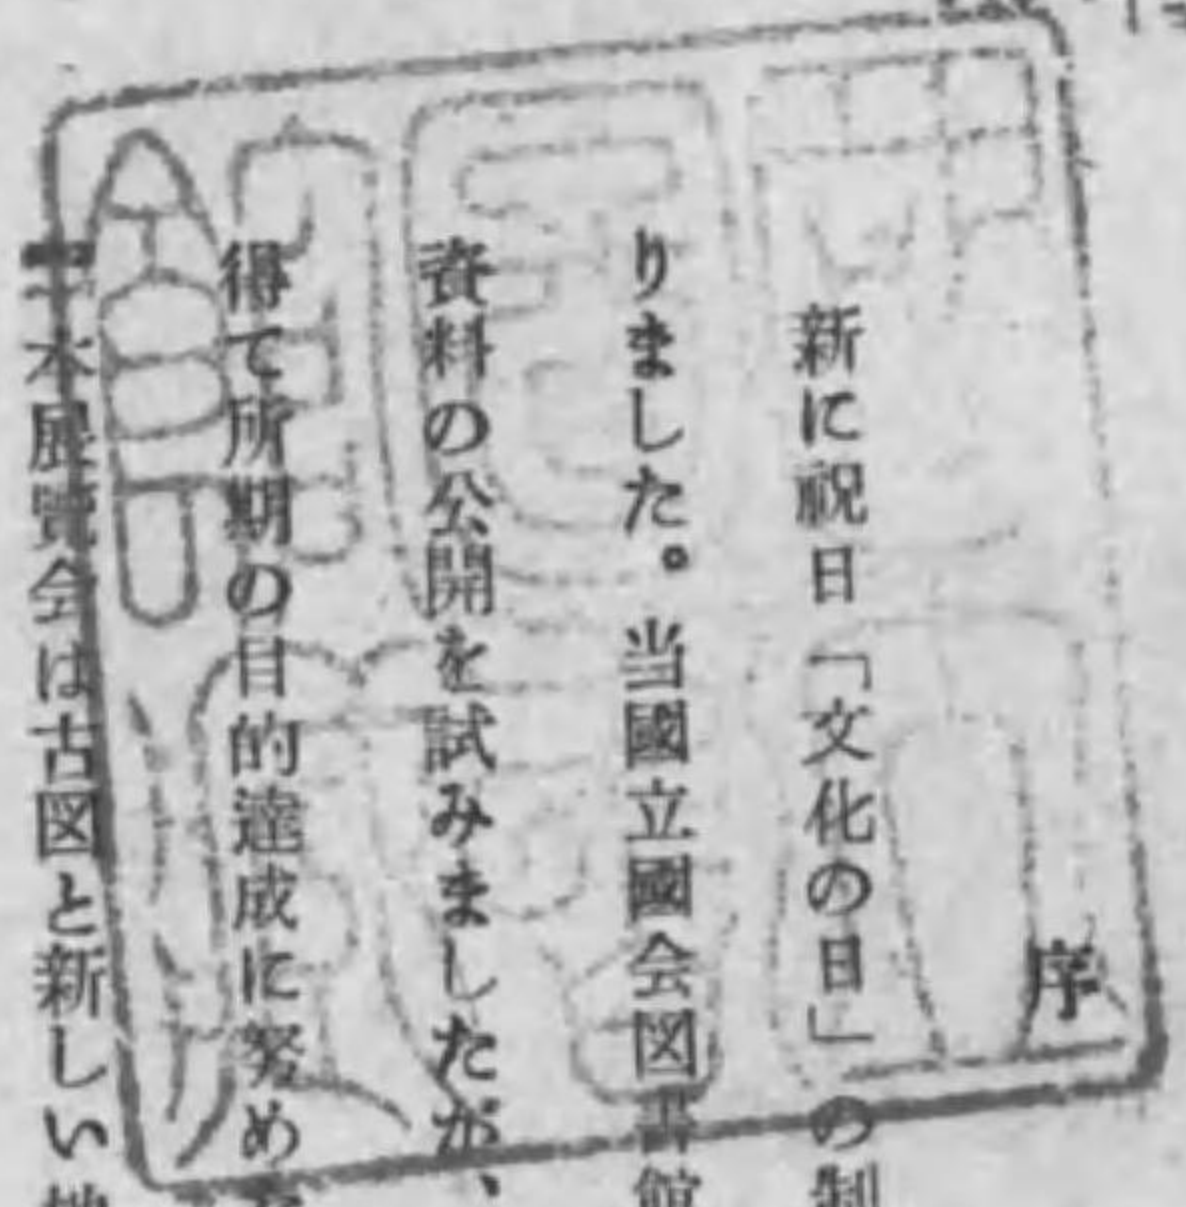 序
新に祝日「文化の日」の制
りました。当國立國会図書館
資料の公開を試みましたが、
得て所期の目的達成に努めた
本展覽会は古図と新しい地